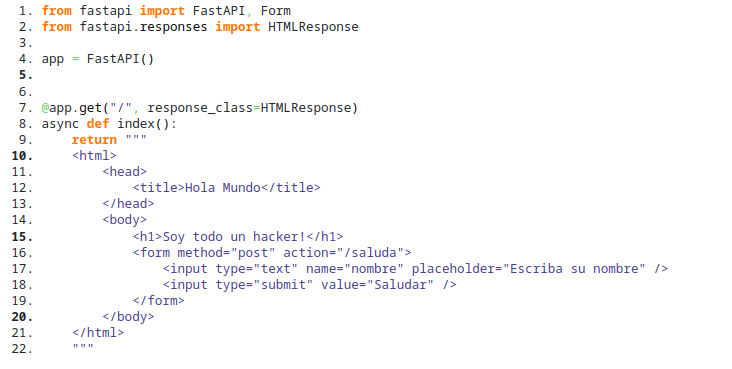 1. from fastapi import FastAPI, Form
2. from fastapi.responses import HTMLResponse
3.
4. app = FastAPI()
5.
6.
7. @app.get("/", response_class=HTMLResponse)
8. async def index():
9.     return """
10.     <html>
11.         <head>
12.             <title>Hola Mundo</title>
13.         </head>
14.         <body>
15.             <h1>Soy todo un hacker!</h1>
16.             <form method="post" action="/saluda">
17.                 <input type="text" name="nombre" placeholder="Escriba su nombre" />
18.                 <input type="submit" value="Saludar" />
19.             </form>
20.         </body>
21.     </html>
22.     """